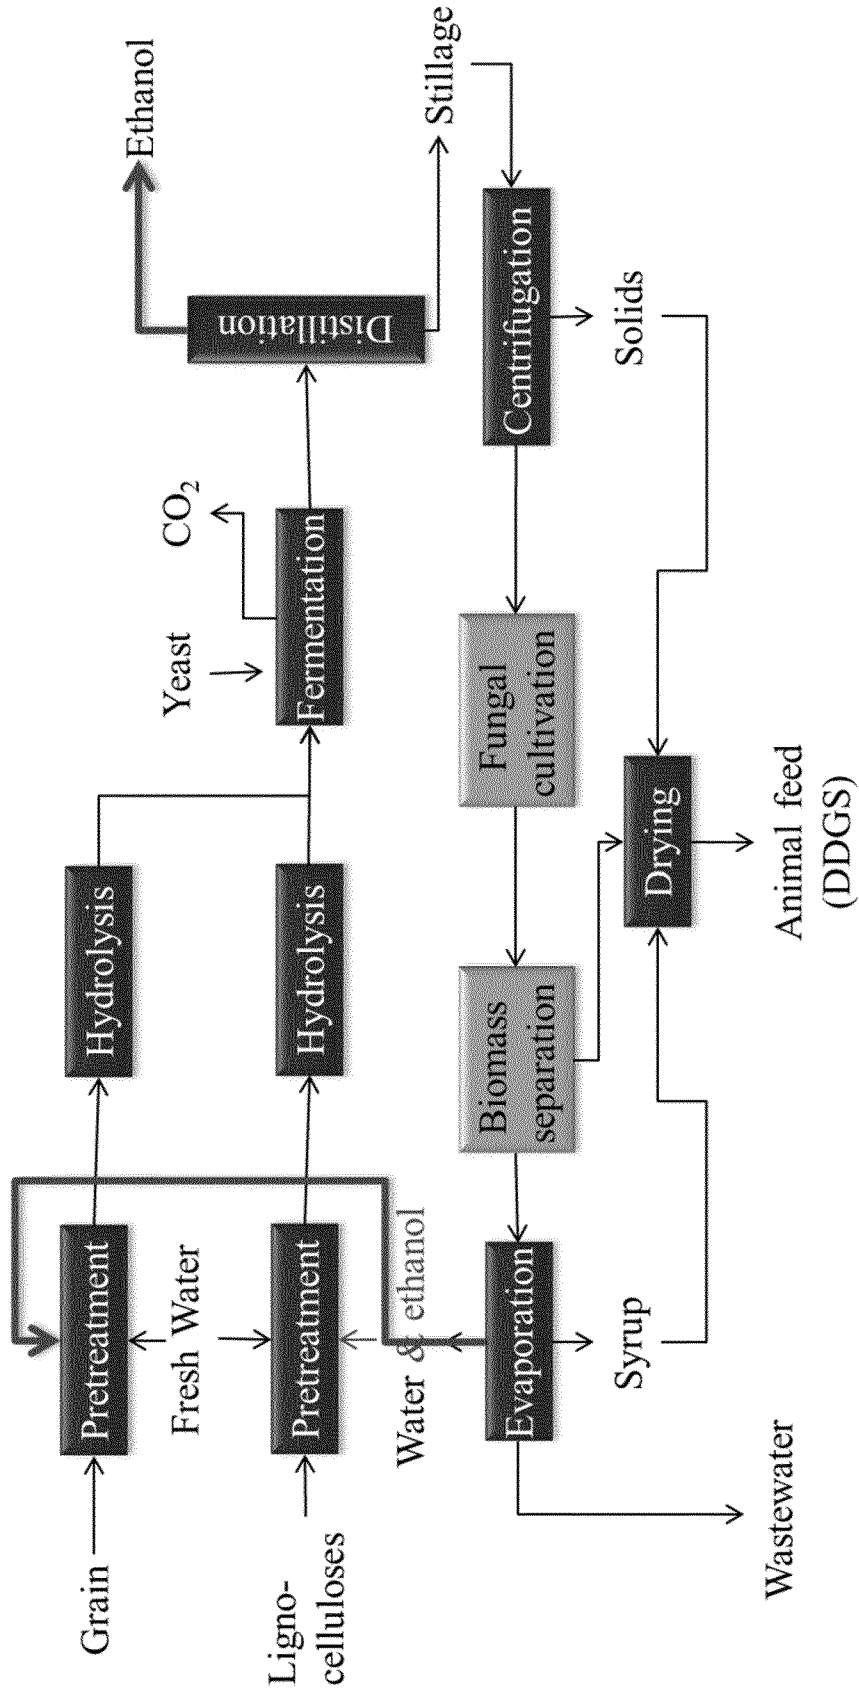 Grain
Pretreatment
Hydrolysis
Ethanol
CO₂
Yeast
Fresh Water
Ligno-
celluloses
Pretreatment
Hydrolysis
Fermentation
Distillation
Water & ethanol
Stillage
Evaporation
Biomass
separation
Fungal
cultivation
Centrifugation
Syrup
Drying
Solids
Wastewater
Animal feed
(DDGS)